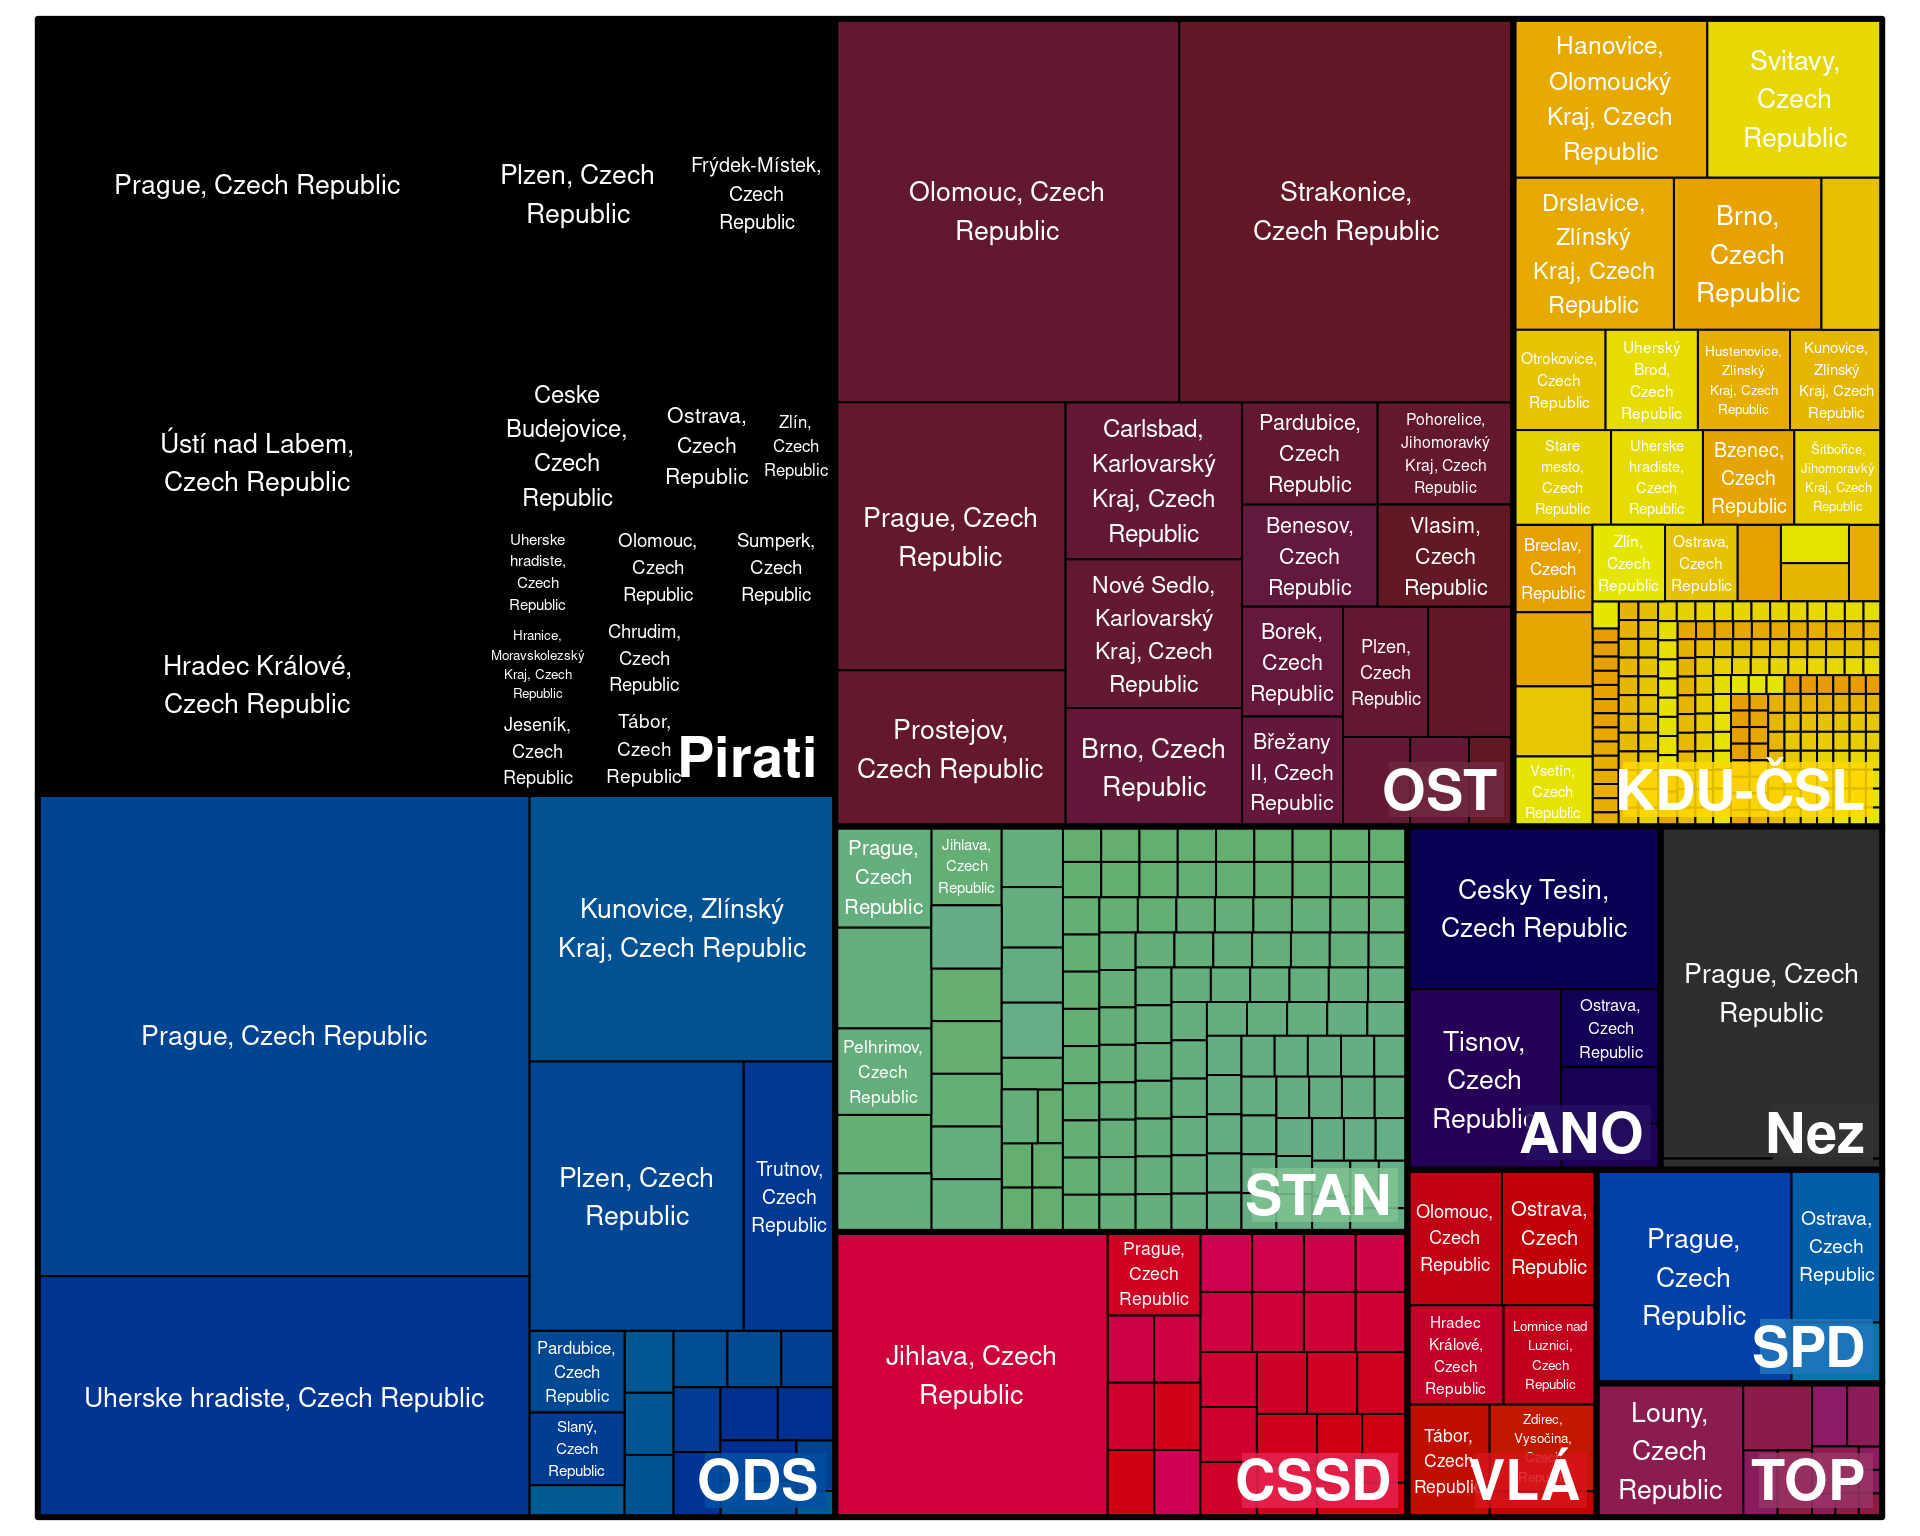 Prague, Czech Republic
Plzen, Czech
Republic
Frýdek-Místek,
Czech
Republic
Ústí nad Labem,
Czech Republic
Ceske
Budejovice,
Czech
Republic
Ostrava,
Czech
Republic
Zlín,
Czech
Republic
Hradec Králové,
Czech Republic
Uherske
hradiste,
Czech
Republic
Olomouc,
Czech
Republic
Sumperk,
Czech
Republic
Hranice,
Moravskolezský
Kraj, Czech
Republic
Chrudim,
Czech
Republic
Jeseník,
Czech
Republic
Tábor,
Czech
Republic
Pirati
Prague, Czech Republic
Kunovice, Zlínský
Kraj, Czech Republic
Plzen, Czech
Republic
Trutnov,
Czech
Republic
Uherske hradiste, Czech Republic
Pardubice,
Czech
Republic
Slaný,
Czech
Republic
ODS
Olomouc, Czech
Republic
Strakonice,
Czech Republic
Prague, Czech
Republic
Prostejov,
Czech Republic
Carlsbad,
Karlovarský
Kraj, Czech
Republic
Nové Sedlo,
Karlovarský
Kraj, Czech
Republic
Brno, Czech
Republic
Pardubice,
Czech
Republic
Pohorelice,
Jihomoravký
Kraj, Czech
Republic
Benesov,
Czech
Republic
Vlasim,
Czech
Republic
Borek,
Czech
Republic
Plzen,
Czech
Republic
Břežany
II, Czech
Republic
OST
Hanovice,
Olomoucký
Kraj, Czech
Republic
Svitavy,
Czech
Republic
Drslavice,
Zlínský
Kraj, Czech
Republic
Brno,
Czech
Republic
Otrokovice,
Czech
Republic
Uherský
Brod,
Czech
Republic
Hustenovice,
Zlínský
Kraj, Czech
Republic
Kunovice,
Zlínský
Kraj, Czech
Republic
Stare
mesto,
Czech
Republic
Uherske
hradiste,
Czech
Republic
Bzenec,
Czech
Republic
Šitbořice,
Jihomoravký
Kraj, Czech
Republic
Breclav,
Czech
Republic
Zlín,
Czech
Republic
Ostrava,
Czech
Republic
Vsetín,
Czech
Republic
KDU-ČSL
Prague,
Czech
Republic
Jihlava,
Czech
Republic
Pelhrimov,
Czech
Republic
STAN
Jihlava, Czech
Republic
Prague,
Czech
Republic
CSSD
Cesky Tesin,
Czech Republic
Tisnov,
Czech
Republic
Ostrava,
Czech
Republic
ANO
Prague, Czech
Republic
Nez
Olomouc,
Czech
Republic
Ostrava,
Czech
Republic
Hradec
Králové,
Czech
Republic
Lomnice nad
Luznici,
Czech
Republic
Tábor,
Czech
Republic
Zdirec,
Vysočina,
Czech
Republic
VLÁ
Prague,
Czech
Republic
Ostrava,
Czech
Republic
SPD
Louny,
Czech
Republic
TOP